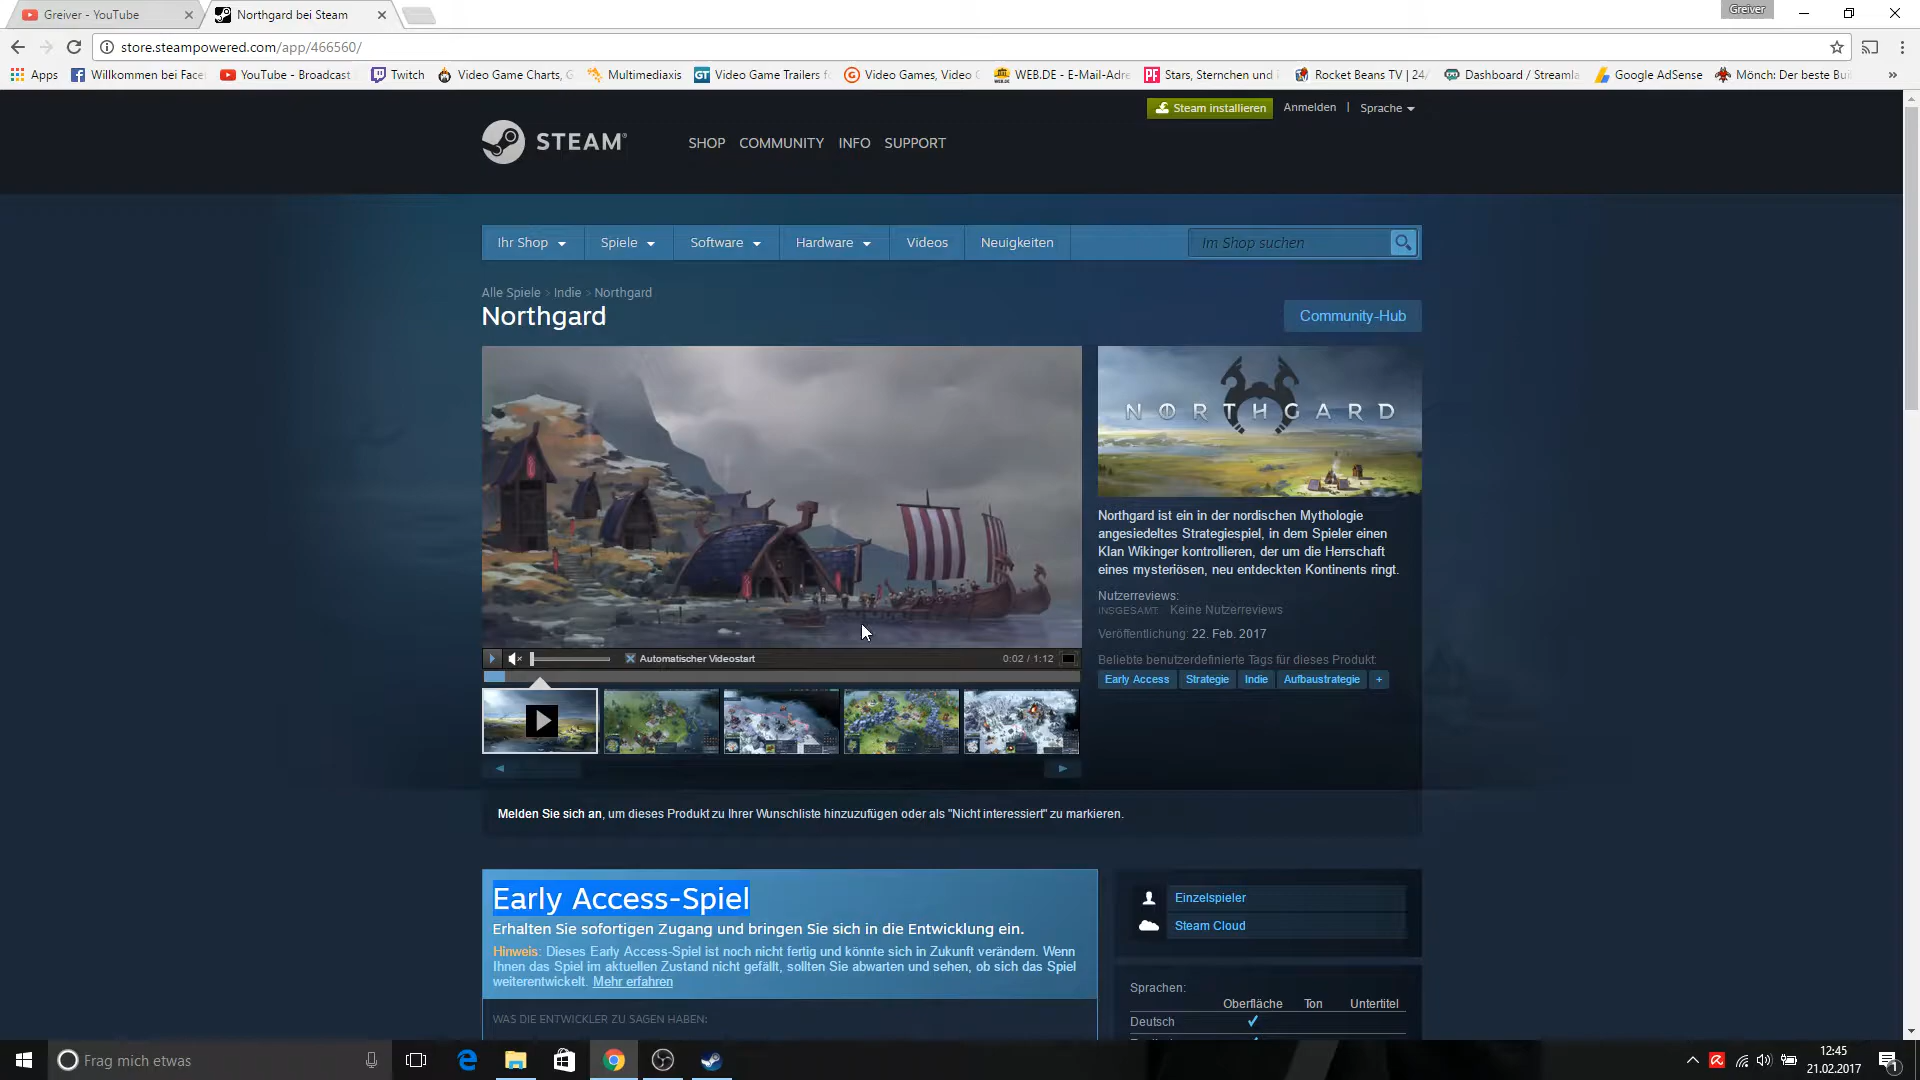 Greiver - YouTube
Northgard bei Steam
Greiver
store.steampowered.com/app/466560/
Apps
Willkommen bei Face
YouTube - Broadcast
Twitch
Video Game Charts, G
Multimediaxis
Video Game Trailers f
Video Games, Video
WEB.DE - E-Mail-Adre
Stars, Sternchen und
Rocket Beans TV | 24/
Dashboard / Streamla
Google AdSense
Mönch: Der beste Bui
Steam installieren
Anmelden
Sprache
STEAM
SHOP
COMMUNITY
INFO
SUPPORT
Ihr Shop
Spiele
Software
Hardware
Videos
Neuigkeiten
Im Shop suchen
Alle Spiele > Indie > Northgard
Northgard
Community-Hub
NORTHGARD
Northgard ist ein in der nordischen Mythologie
angesiedeltes Strategiespiel, in dem Spieler einen
Klan Wikinger kontrollieren, der um die Herrschaft
eines mysteriösen, neu entdeckten Kontinents ringt.
Nutzerreviews:
INSGESAMT: Keine Nutzerreviews
Veröffentlichung: 22. Feb. 2017
Beliebte benutzerdefinierte Tags für dieses Produkt:
Early Access
Strategie
Indie
Aufbaustrategie
+
Automatischer Videostart
0:02 / 1:12
Melden Sie sich an, um dieses Produkt zu Ihrer Wunschliste hinzuzufügen oder als "Nicht interessiert" zu markieren.
Early Access-Spiel
Erhalten Sie sofortigen Zugang und bringen Sie sich in die Entwicklung ein.
Hinweis: Dieses Early Access-Spiel ist noch nicht fertig und könnte sich in Zukunft verändern. Wenn
Ihnen das Spiel im aktuellen Zustand nicht gefällt, sollten Sie abwarten und sehen, ob sich das Spiel
weiterentwickelt. Mehr erfahren
WAS DIE ENTWICKLER ZU SAGEN HABEN:
Einzelspieler
Steam Cloud
Sprachen:
Oberfläche
Ton
Untertitel
Deutsch
Frag mich etwas
12:45
21.02.2017
1